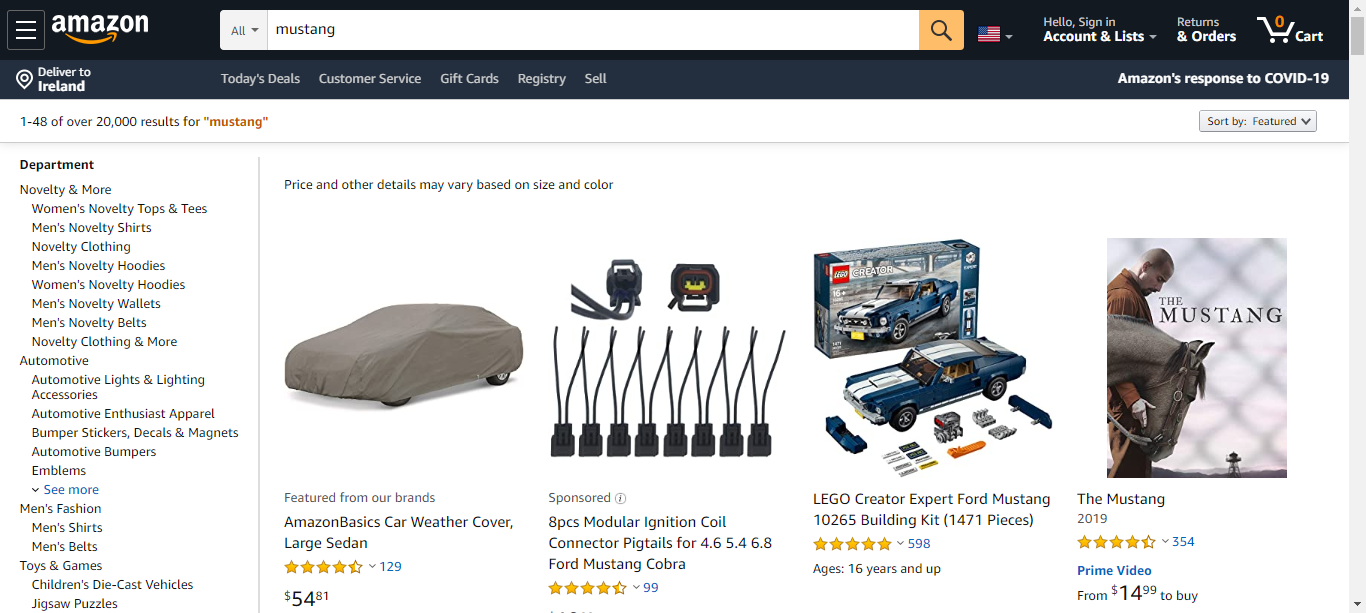 amazon
All
mustang
Hello, Sign in
Account & Lists
Returns
& Orders
0
Cart
Deliver to
Ireland
Today's Deals
Customer Service
Gift Cards
Registry
Sell
Amazon's response to COVID-19
1-48 of over 20,000 results for "mustang"
Sort by: Featured
Department
Novelty & More
Women's Novelty Tops & Tees
Men's Novelty Shirts
Novelty Clothing
Men's Novelty Hoodies
Women's Novelty Hoodies
Men's Novelty Wallets
Men's Novelty Belts
Novelty Clothing & More
Automotive
Automotive Lights & Lighting
Accessories
Automotive Enthusiast Apparel
Bumper Stickers, Decals & Magnets
Automotive Bumpers
Emblems
See more
Men's Fashion
Men's Shirts
Men's Belts
Toys & Games
Children's Die-Cast Vehicles
Jigsaw Puzzles
Price and other details may vary based on size and color
Featured from our brands
AmazonBasics Car Weather Cover,
Large Sedan
129
$54.81
Sponsored
8pcs Modular Ignition Coil
Connector Pigtails for 4.6 5.4 6.8
Ford Mustang Cobra
99
LEGO
CREATOR
EXPERT
16+
LEGO Creator Expert Ford Mustang
10265 Building Kit (1471 Pieces)
598
Ages: 16 years and up
THE
MUSTANG
The Mustang
2019
354
Prime Video
From $14.99 to buy